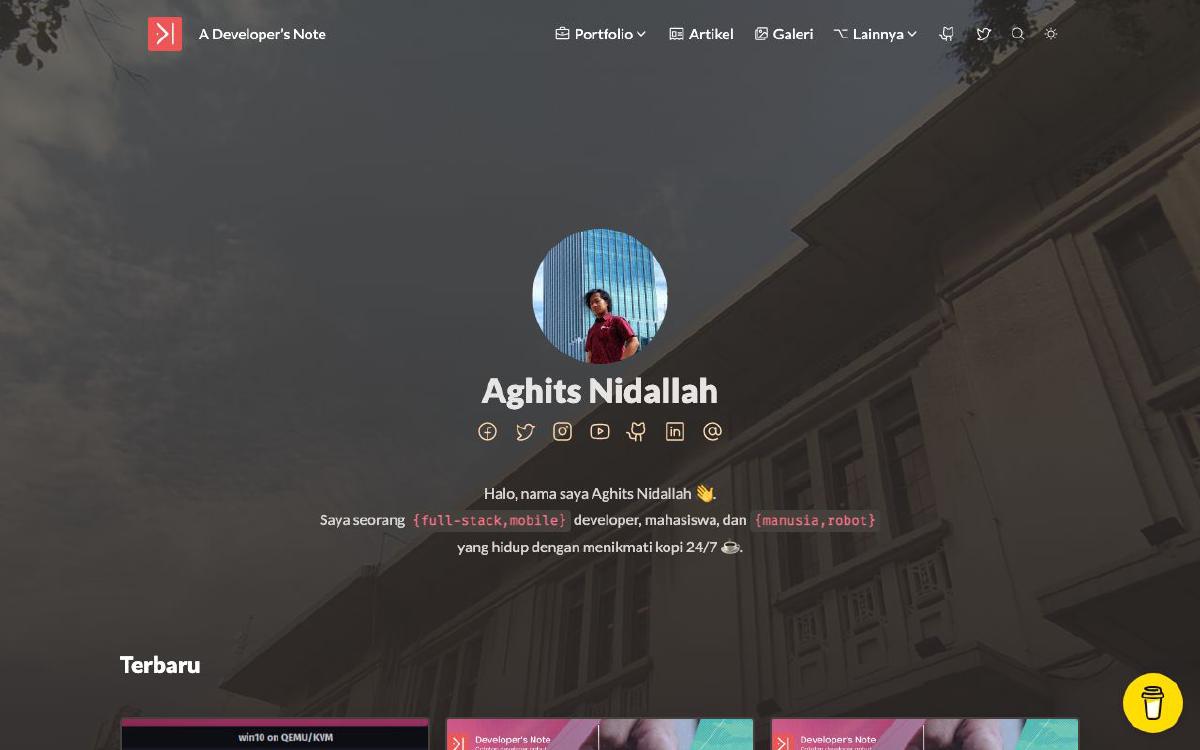 A Developer's Note
Portfolio
Artikel
Galeri
Lainnya
Aghits Nidallah
Halo, nama saya Aghits Nidallah 👋.
Saya seorang {full-stack,mobile} developer, mahasiswa, dan {manusia,robot}
yang hidup dengan menikmati kopi 24/7 ☕.
Terbaru
win10 on QEMU/KVM
Developer's Note
Developer's Note